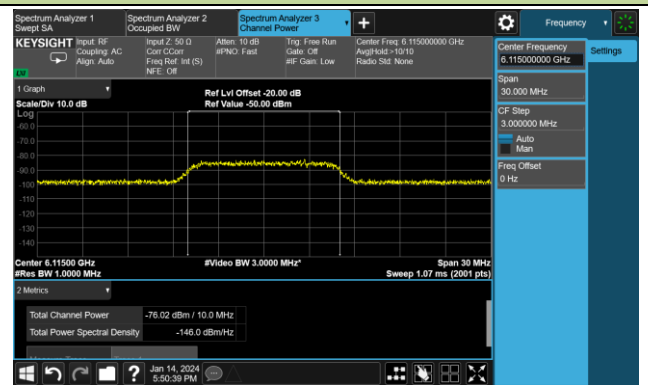 Spectrum Analyzer 1
Swept SA
Spectrum Analyzer 2
Occupied BW
Spectrum Analyzer 3
Channel Power
Frequency
KEYSIGHT
Input: RF
Coupling: AC
Align: Auto
Input Z: 50 Ω
Corr CCorr
Freq Ref: Int (S)
NFE: Off
Atten: 10 dB
#PNO: Fast
Trig: Free Run
Gate: Off
#IF Gain: Low
Center Freq: 6.115000000 GHz
Avg|Hold:>10/10
Radio Std: None
LXI
1 Graph
Scale/Div 10.0 dB
Ref Lvl Offset -20.00 dB
Ref Value -50.00 dBm
Log
-60.0
-70.0
-80.0
-90.0
-100
-110
-120
-130
-140
Center 6.11500 GHz
#Res BW 1.0000 MHz
#Video BW 3.0000 MHz*
Span 30 MHz
Sweep 1.07 ms (2001 pts)
2 Metrics
Total Channel Power
-76.02 dBm / 10.0 MHz
Total Power Spectral Density
-146.0 dBm/Hz
Center Frequency
6.115000000 GHz
Settings
Span
30.000 MHz
CF Step
3.000000 MHz
Auto
Man
Freq Offset
0 Hz
?
Jan 14, 2024
5:50:39 PM